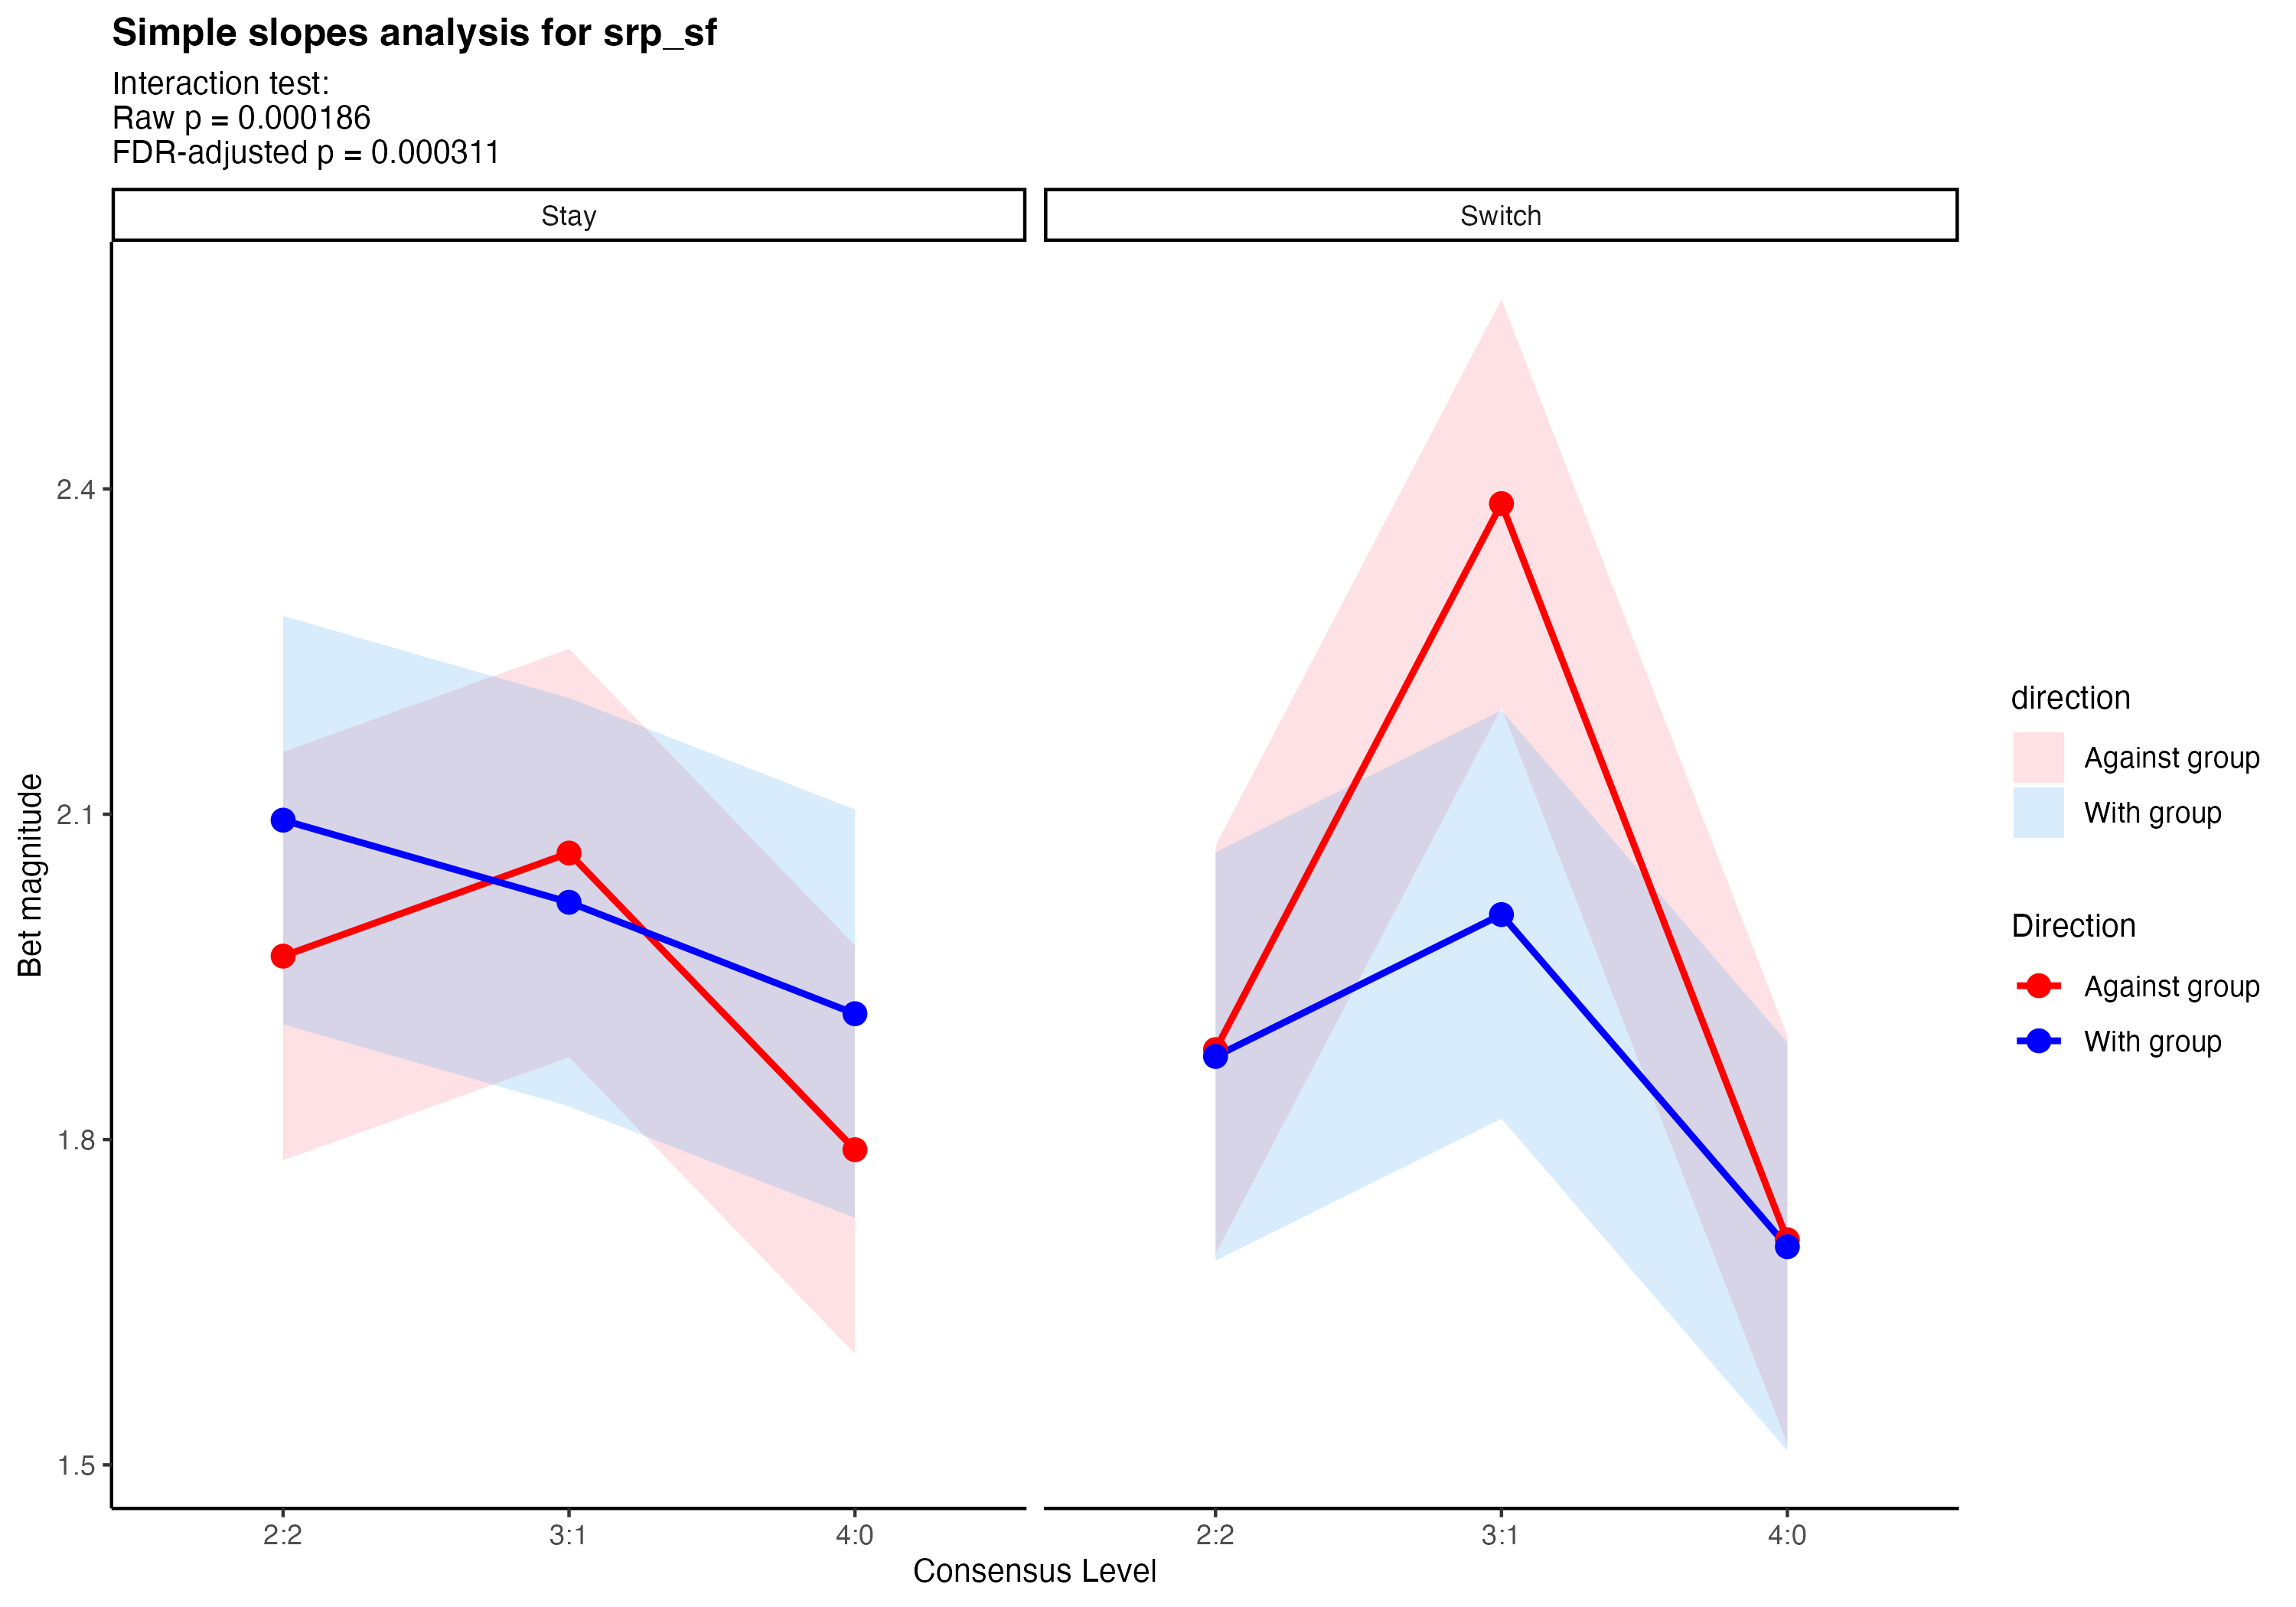 Simple slopes analysis for srp_sf
Interaction test:
Raw p = 0.000186
FDR-adjusted p = 0.000311
Stay
Switch
Bet magnitude
2.4
2.1
1.8
1.5
2:2
3:1
4:0
2:2
3:1
4:0
Consensus Level
direction
Against group
With group
Direction
Against group
With group